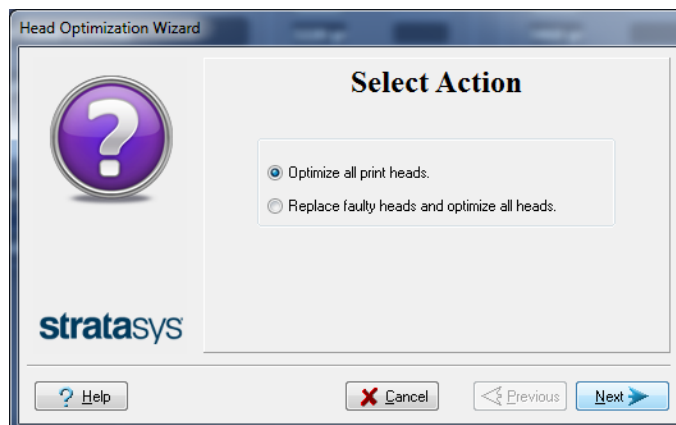 Head Optimization Wizard
Select Action
Optimize all print heads.
Replace faulty heads and optimize all heads.
stratasys
? Help
Cancel
Previous
Next